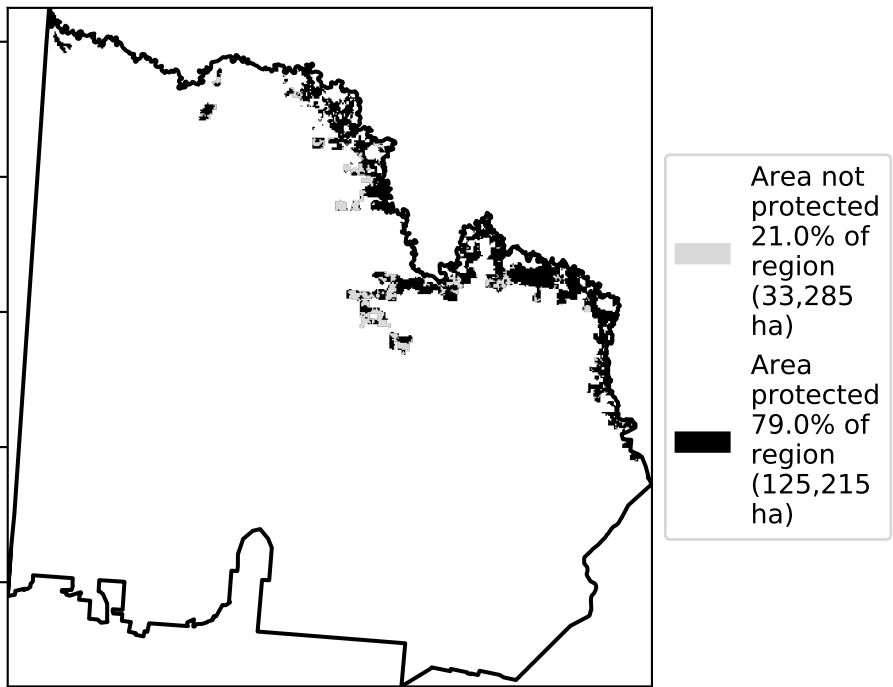 Area not
protected
21.0% of
region
(33,285
ha)
Area
protected
79.0% of
region
(125,215
ha)